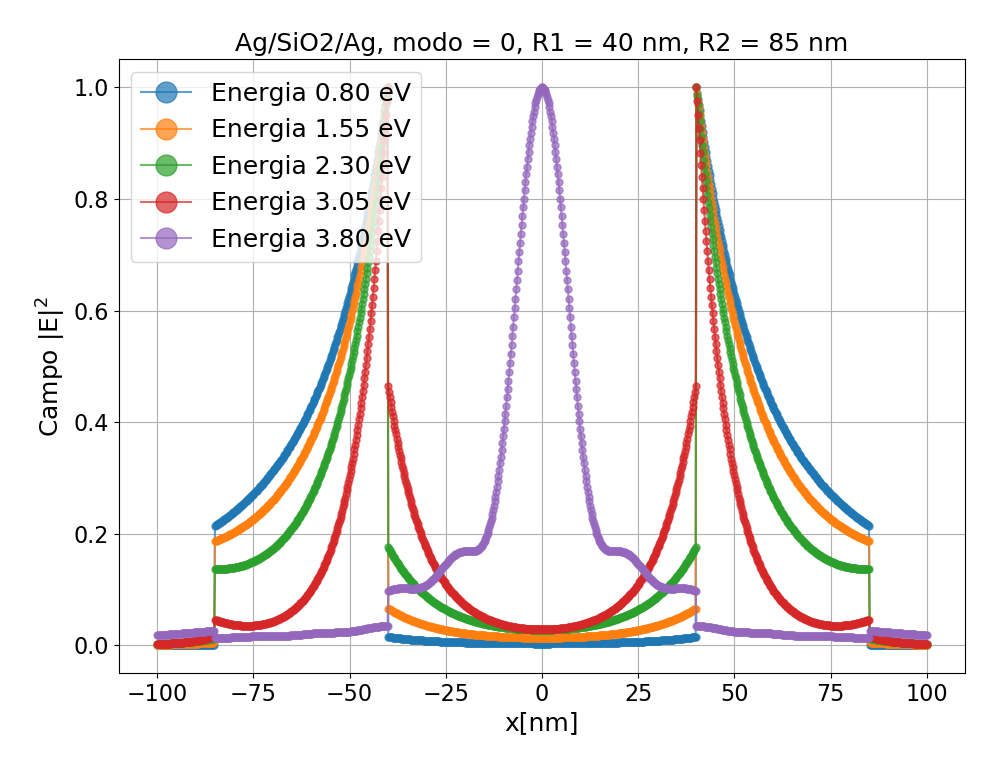 Ag/SiO2/Ag, modo = 0, R1 = 40 nm, R2 = 85 nm
Energia 0.80 eV
Energia 1.55 eV
Energia 2.30 eV
Energia 3.05 eV
Energia 3.80 eV
Campo |E|²
1.0
0.8
0.6
0.4
0.2
0.0
−100 −75 −50 −25 0 25 50 75 100
x[nm]